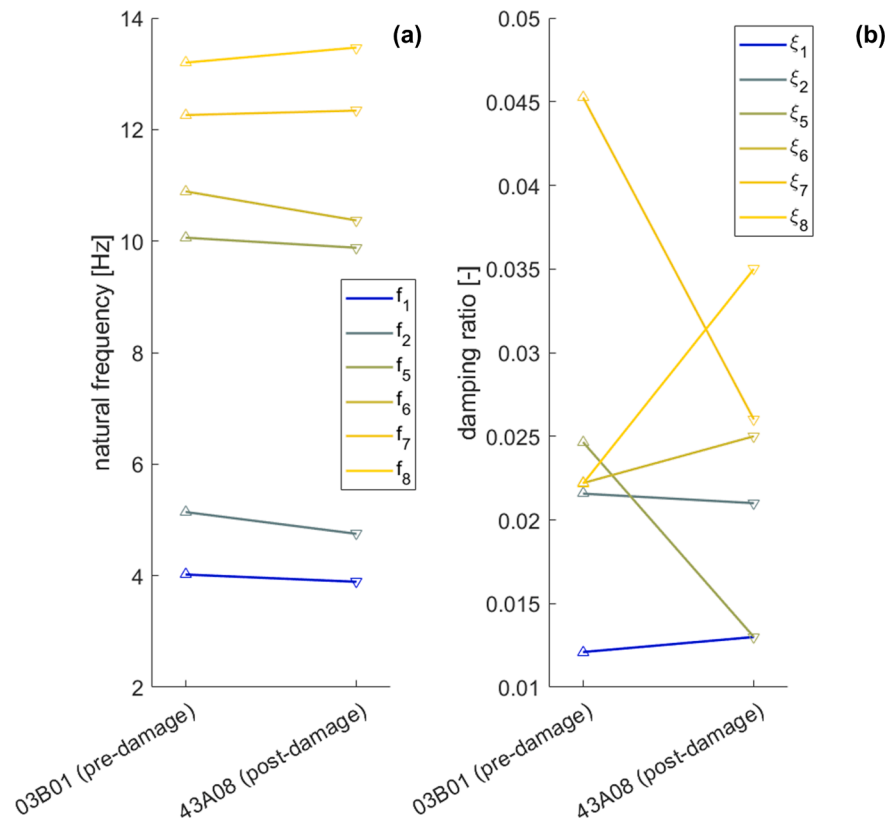 (a)
natural frequency [Hz]
14
12
10
8
6
4
2
f1
f2
f5
f6
f7
f8
03B01 (pre-damage)
43A08 (post-damage)
(b)
damping ratio [-]
0.05
0.045
0.04
0.035
0.03
0.025
0.02
0.015
0.01
ξ1
ξ2
ξ5
ξ6
ξ7
ξ8
03B01 (pre-damage)
43A08 (post-damage)